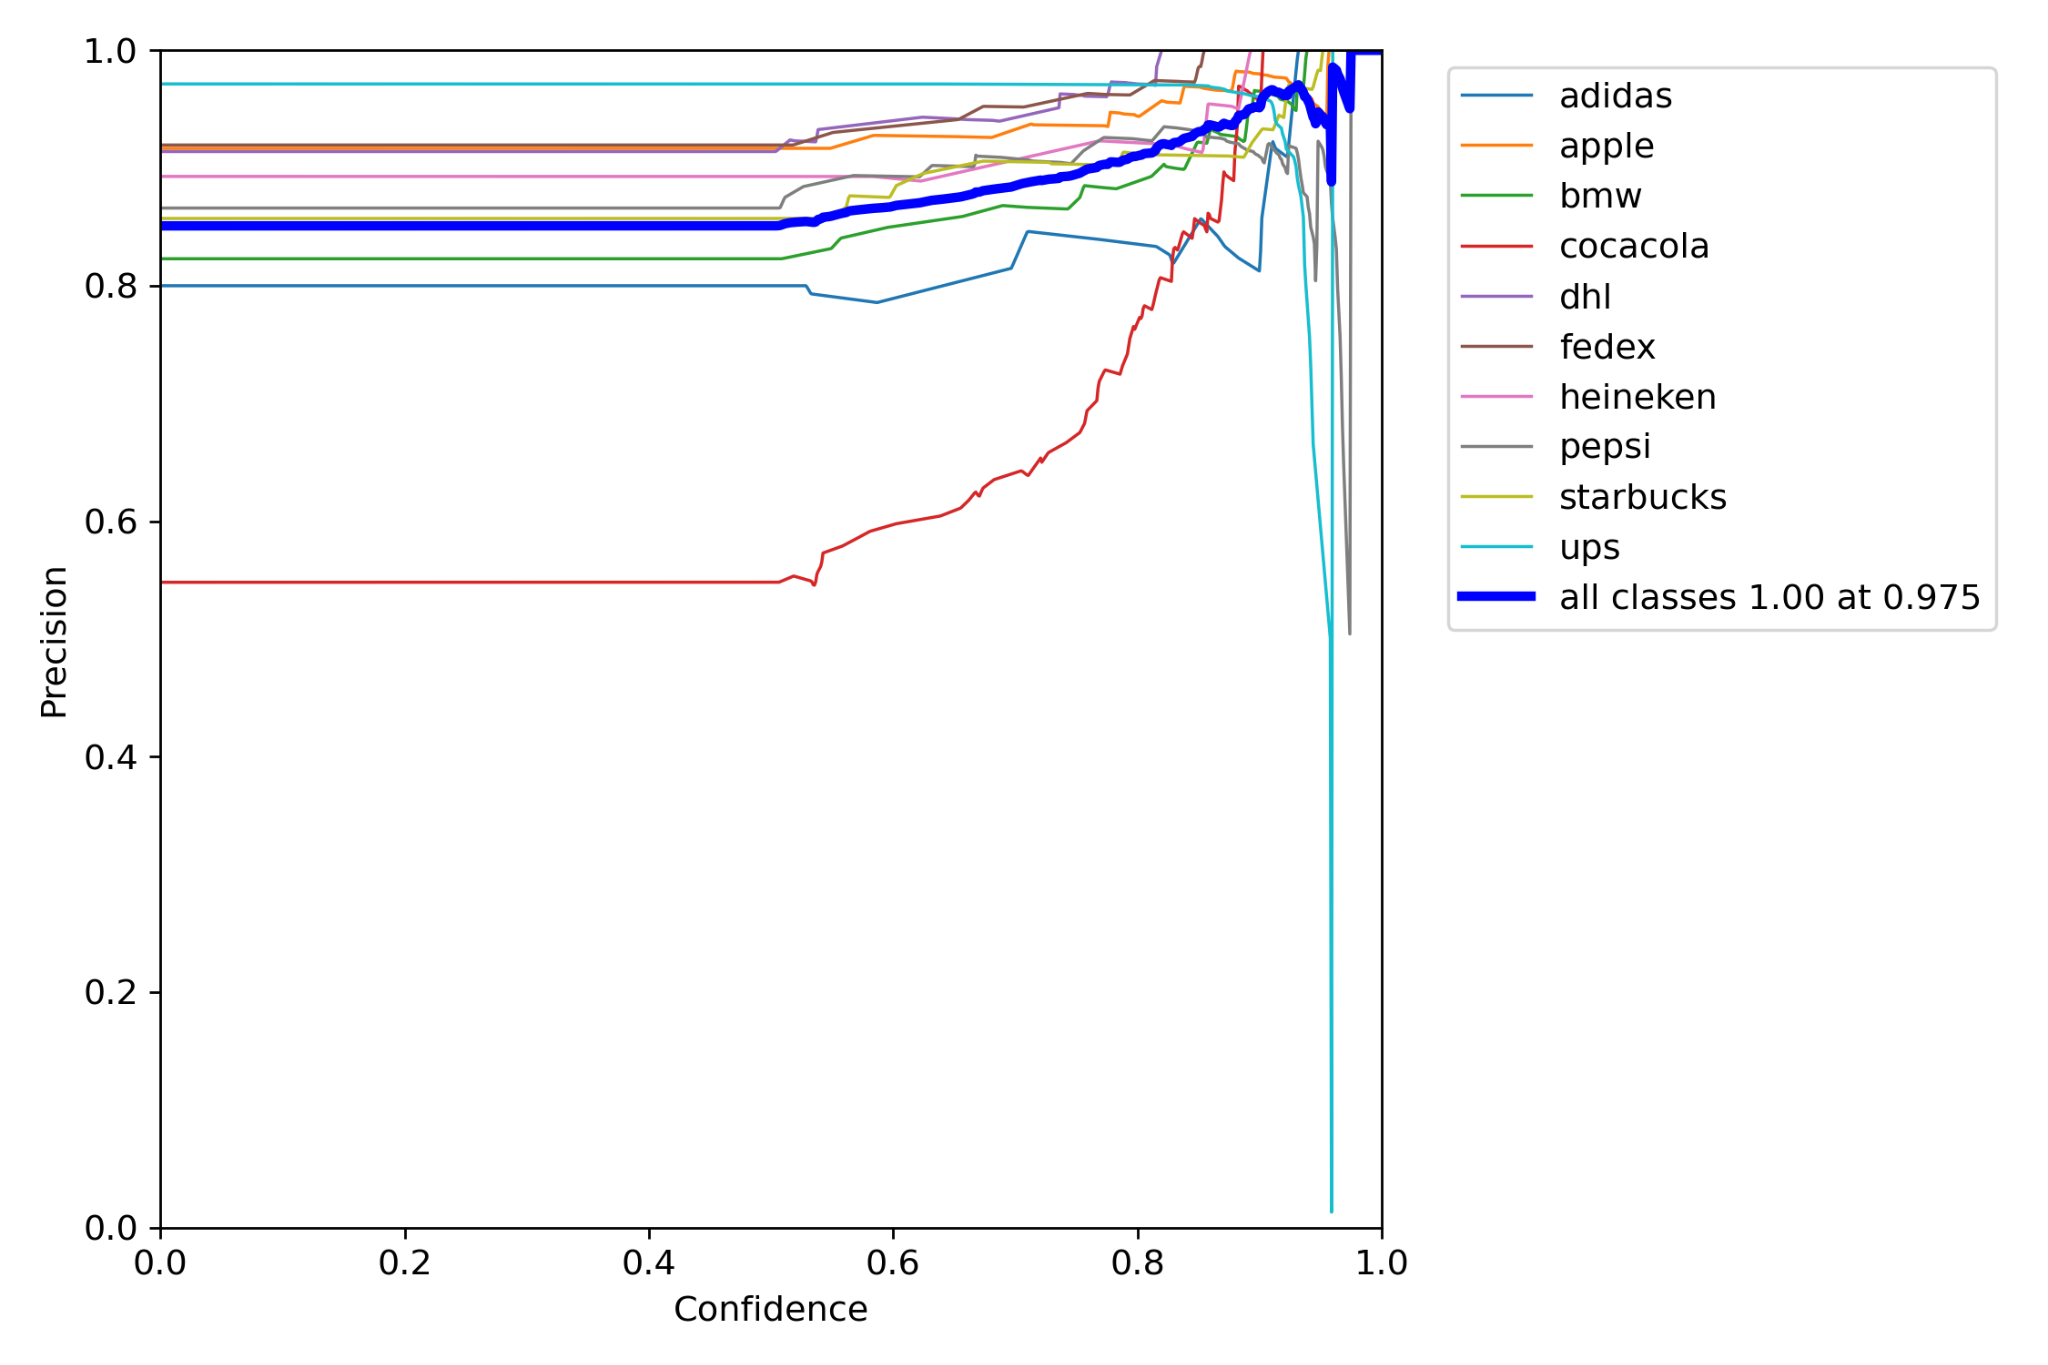 1.0
0.8
0.6
0.4
0.2
0.0
Precision
0.0 0.2 0.4 0.6 0.8 1.0
Confidence
adidas
apple
bmw
cocacola
dhl
fedex
heineken
pepsi
starbucks
ups
all classes 1.00 at 0.975